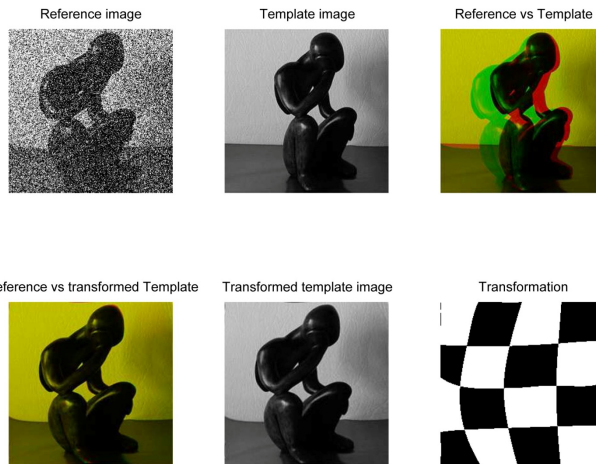 Reference image
Template image
Reference vs Template
eference vs transformed Template
Transformed template image
Transformation